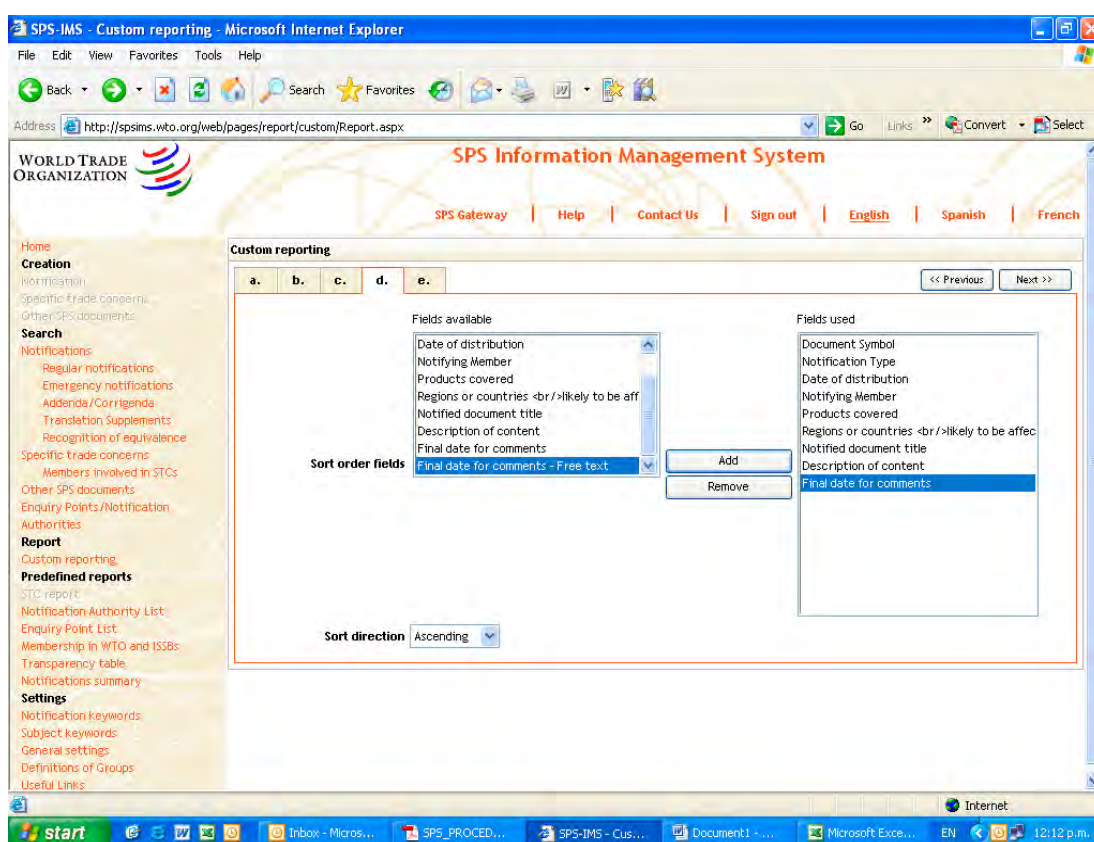 SPS-IMS - Custom reporting - Microsoft Internet Explorer
File Edit View Favorites Tools Help
Back Search Favorites
Address http://spsims.wto.org/web/pages/report/custom/Report.aspx Go Links » Convert Select
WORLD TRADE
ORGANIZATION
SPS Information Management System
SPS Gateway | Help | Contact Us | Sign out | English | Spanish | French
Home
Creation
Notification
Specific trade concerns
Other SPS documents
Search
Notifications
Regular notifications
Emergency notifications
Addenda/Corrigenda
Translation Supplements
Recognition of equivalence
Specific trade concerns
Members involved in STCs
Other SPS documents
Enquiry Points/Notification
Authorities
Report
Custom reporting
Predefined reports
STC report
Notification Authority List
Enquiry Point List
Membership in WTO and ISSBs
Transparency table
Notifications summary
Settings
Notification keywords
Subject keywords
General settings
Definitions of Groups
Useful Links
Custom reporting
a. b. c. d. e.
<< Previous Next >>
Fields available
Date of distribution
Notifying Member
Products covered
Regions or countries <br />likely to be aff
Notified document title
Description of content
Final date for comments
Sort order fields Final date for comments - Free text
Add
Remove
Fields used
Document Symbol
Notification Type
Date of distribution
Notifying Member
Products covered
Regions or countries <br />likely to be affec
Notified document title
Description of content
Final date for comments
Sort direction Ascending
Internet
start Inbox - Micros... SPS_PROCED... SPS-IMS - Cus... Document1 - ... Microsoft Exce... EN 12:12 p.m.